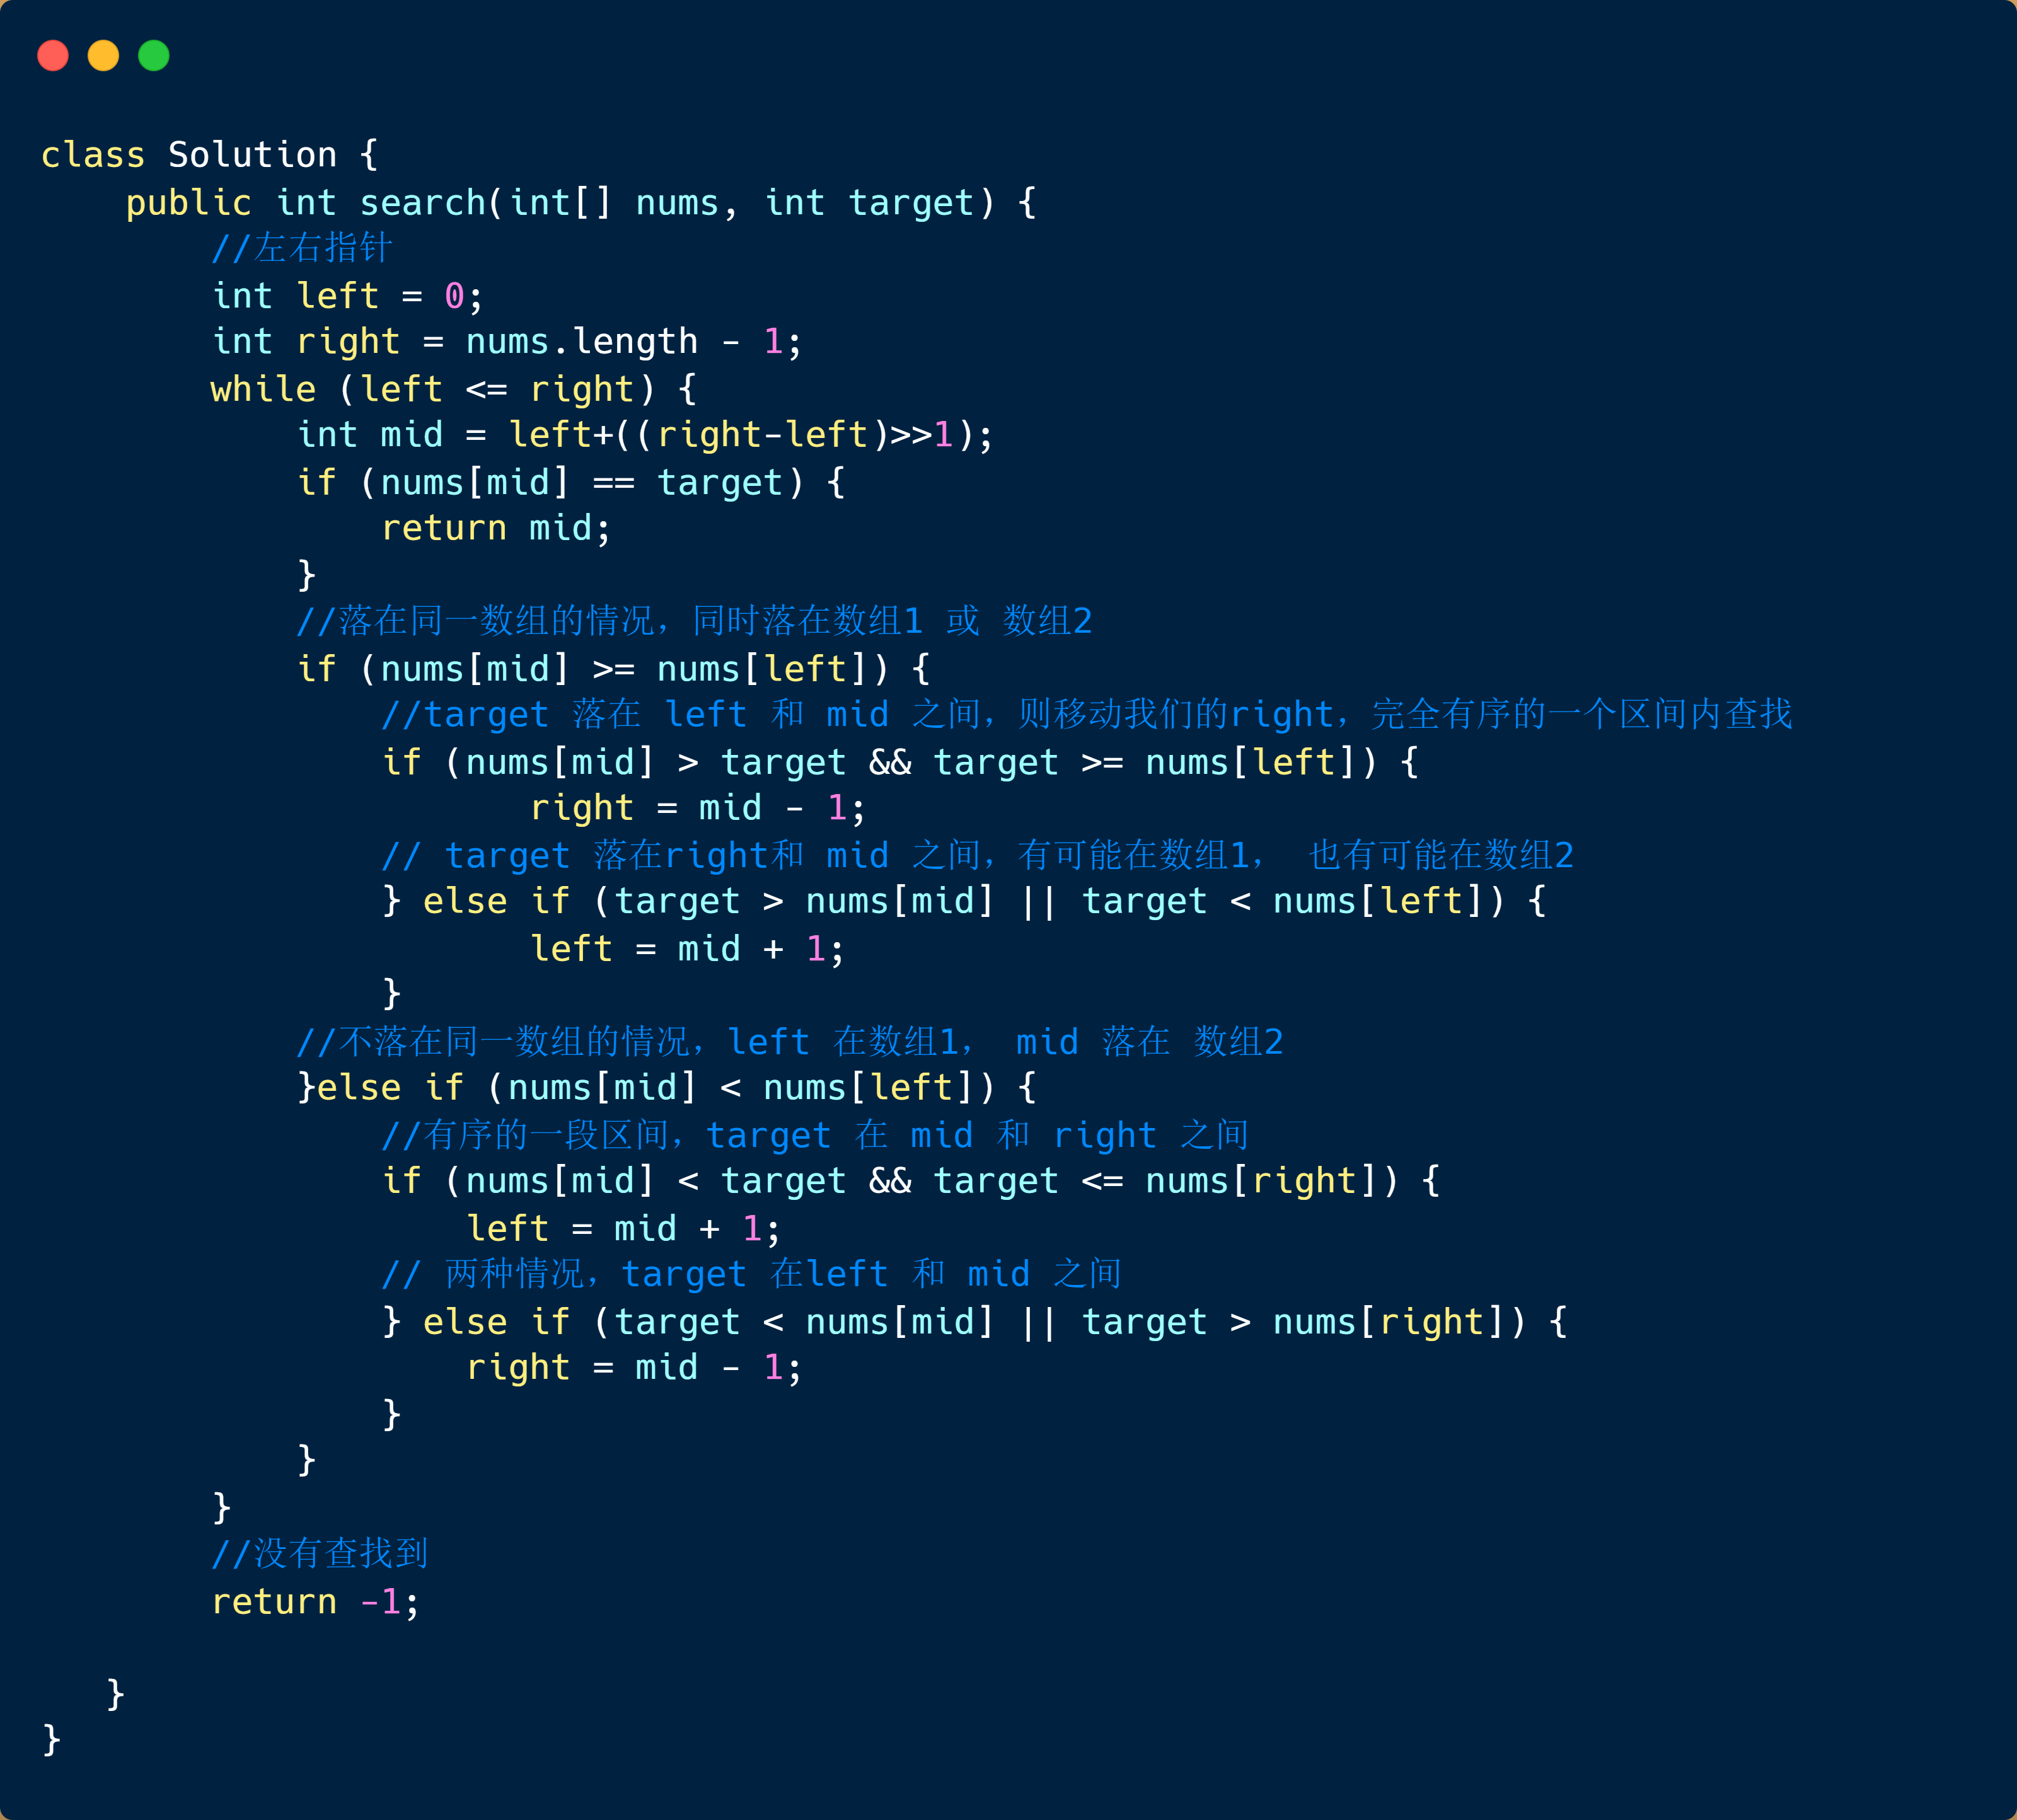 class Solution {
    public int search(int[] nums, int target) {
        //左右指针
        int left = 0;
        int right = nums.length - 1;
        while (left <= right) {
            int mid = left+((right-left)>>1);
            if (nums[mid] == target) {
                return mid;
            }
            //落在同一数组的情况，同时落在数组1 或 数组2
            if (nums[mid] >= nums[left]) {
                //target 落在 left 和 mid 之间，则移动我们的right，完全有序的一个区间内查找
                if (nums[mid] > target && target >= nums[left]) {
                       right = mid - 1;
                // target 落在right和 mid 之间，有可能在数组1， 也有可能在数组2
                } else if (target > nums[mid] || target < nums[left]) {
                       left = mid + 1;
                }
            //不落在同一数组的情况，left 在数组1， mid 落在 数组2
            }else if (nums[mid] < nums[left]) {
                //有序的一段区间，target 在 mid 和 right 之间
                if (nums[mid] < target && target <= nums[right]) {
                    left = mid + 1;
                // 两种情况，target 在left 和 mid 之间
                } else if (target < nums[mid] || target > nums[right]) {
                    right = mid - 1;
                }
            }
        }
        //没有查找到
        return -1;
   }
}